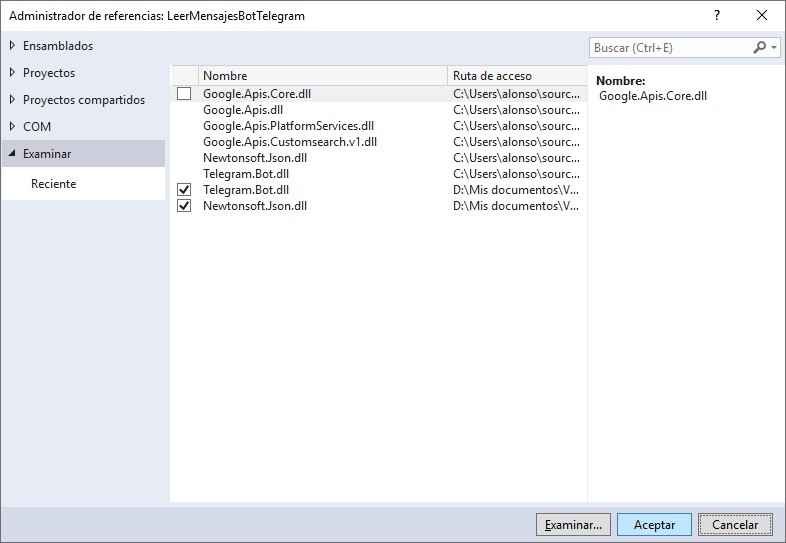 Administrador de referencias: LeerMensajesBotTelegram
?
Ensamblados
Proyectos
Proyectos compartidos
COM
Examinar
Reciente
Nombre Ruta de acceso
Google.Apis.Core.dll C:\Users\alonso\sourc...
Google.Apis.dll C:\Users\alonso\sourc...
Google.Apis.PlatformServices.dll C:\Users\alonso\sourc...
Google.Apis.Customsearch.v1.dll C:\Users\alonso\sourc...
Newtonsoft.Json.dll C:\Users\alonso\sourc...
Telegram.Bot.dll C:\Users\alonso\sourc...
Telegram.Bot.dll D:\Mis documentos\V...
Newtonsoft.Json.dll D:\Mis documentos\V...
Buscar (Ctrl+E)
Nombre:
Google.Apis.Core.dll
Examinar... Aceptar Cancelar